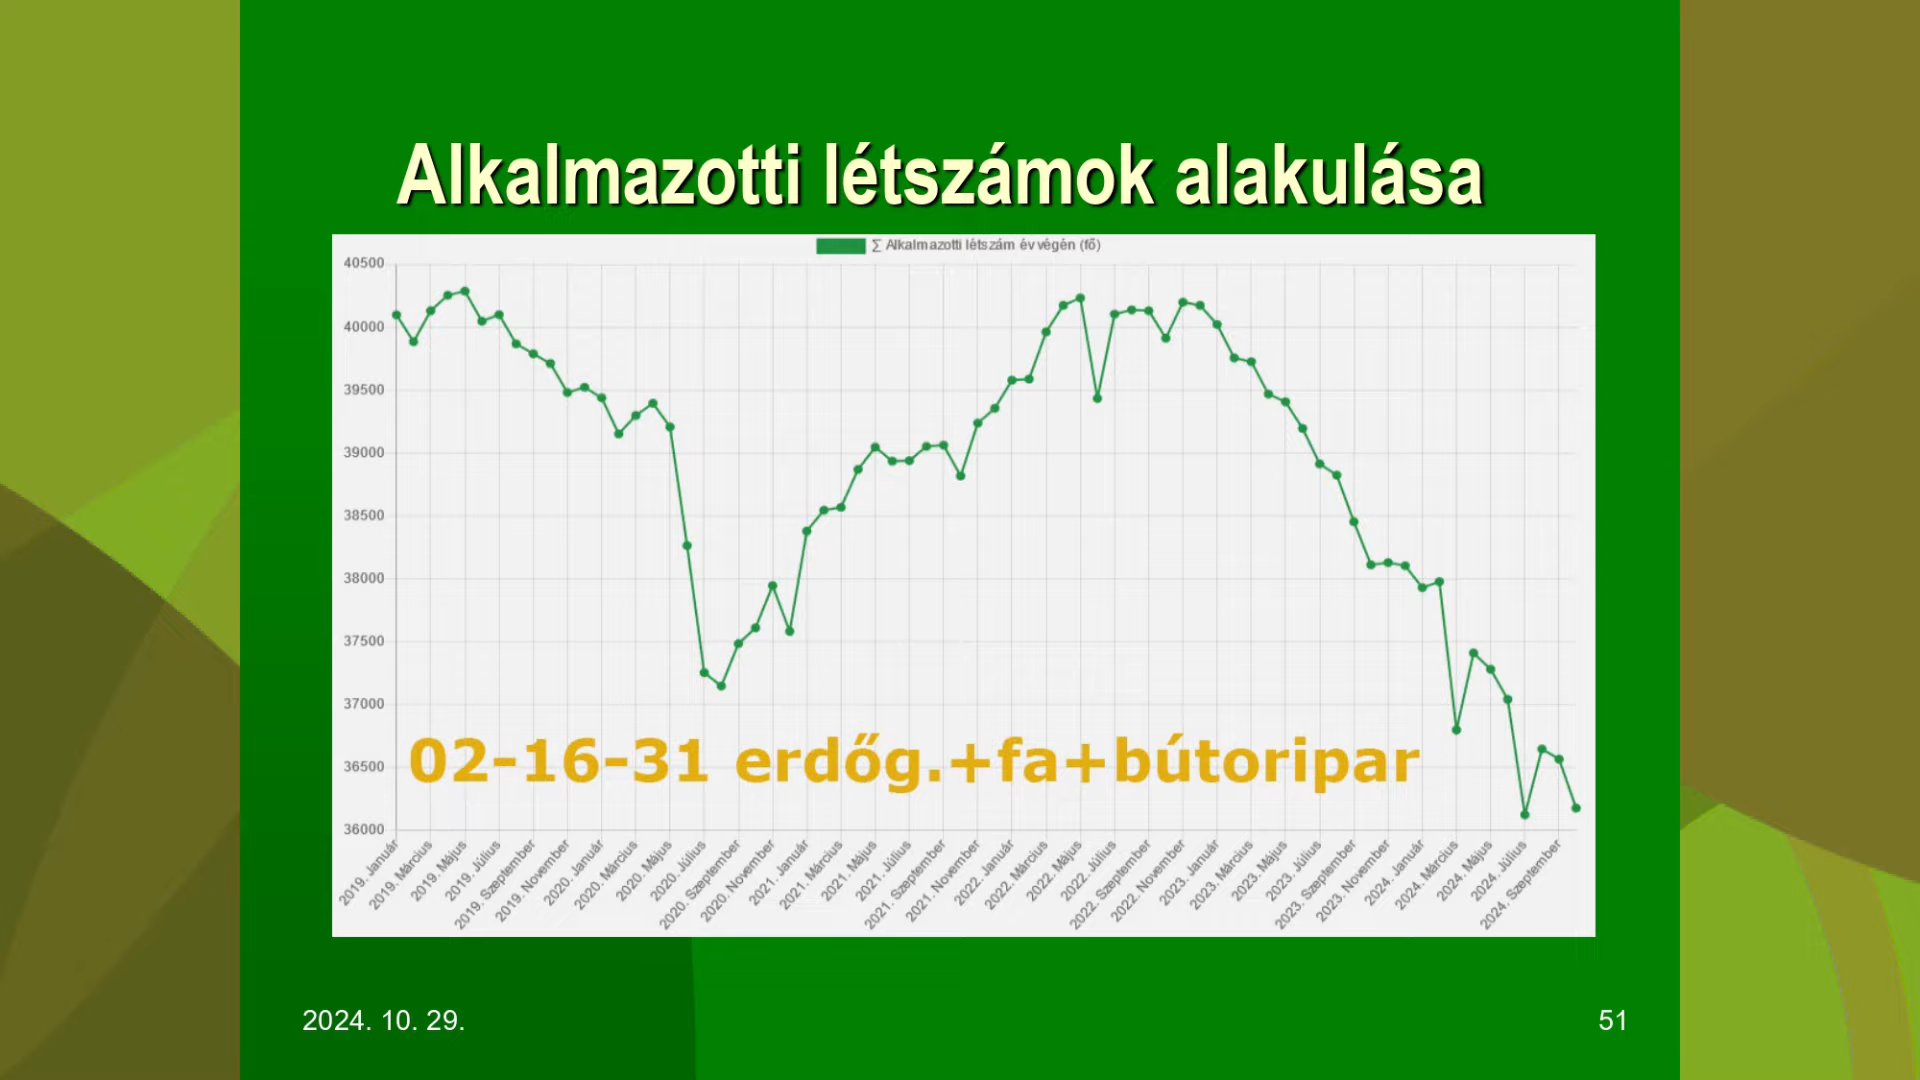 Alkalmazotti létszámok alakulása
∑ Alkalmazotti létszám év végén (fő)
40500
40000
39500
39000
38500
38000
37500
37000
36500
36000
02-16-31 erdőg.+fa+bútoripar
2019. Január
2019. Március
2019. Május
2019. Július
2019. Szeptember
2019. November
2020. Január
2020. Március
2020. Május
2020. Július
2020. Szeptember
2020. November
2021. Január
2021. Március
2021. Május
2021. Július
2021. Szeptember
2021. November
2022. Január
2022. Március
2022. Május
2022. Július
2022. Szeptember
2022. November
2023. Január
2023. Március
2023. Május
2023. Július
2023. Szeptember
2023. November
2024. Január
2024. Március
2024. Május
2024. Július
2024. Szeptember
2024. 10. 29.
51